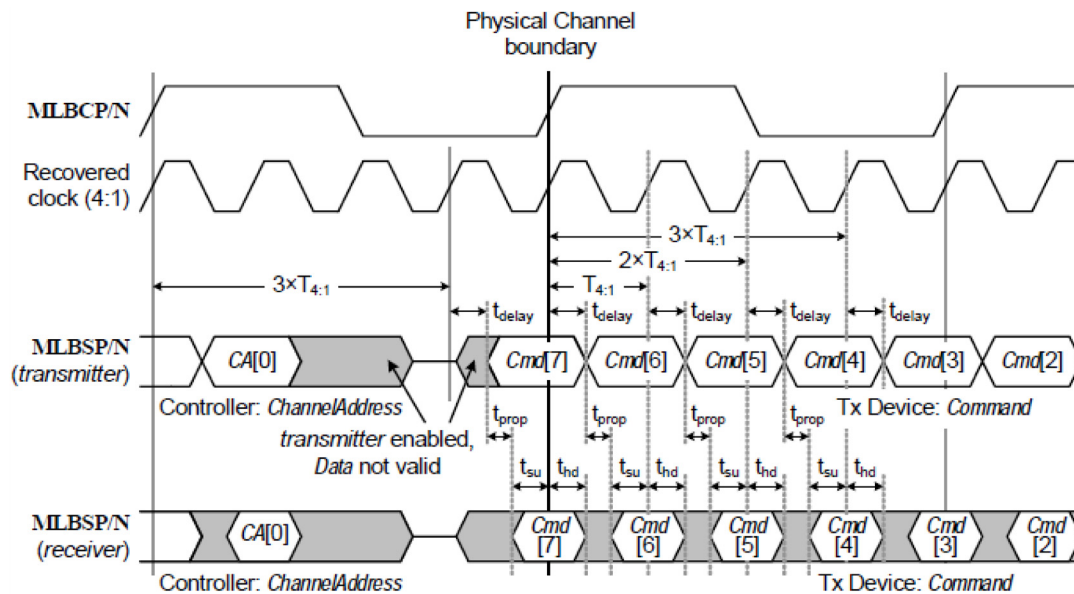 Physical Channel
boundary
MLBCP/N
Recovered
clock (4:1)
3×T4:1
2×T4:1
3×T4:1
T4:1
tdelay
tdelay
tdelay
tdelay
tdelay
MLBSP/N
(transmitter)
CA[0]
Cmd[7]
Cmd[6]
Cmd[5]
Cmd[4]
Cmd[3]
Cmd[2]
Controller: ChannelAddress
Tx Device: Command
transmitter enabled,
Data not valid
tprop
tprop
tprop
tprop
tsu
thd
tsu
thd
tsu
thd
tsu
thd
MLBSP/N
(receiver)
CA[0]
Cmd
[7]
Cmd
[6]
Cmd
[5]
Cmd
[4]
Cmd
[3]
Cmd
[2]
Controller: ChannelAddress
Tx Device: Command